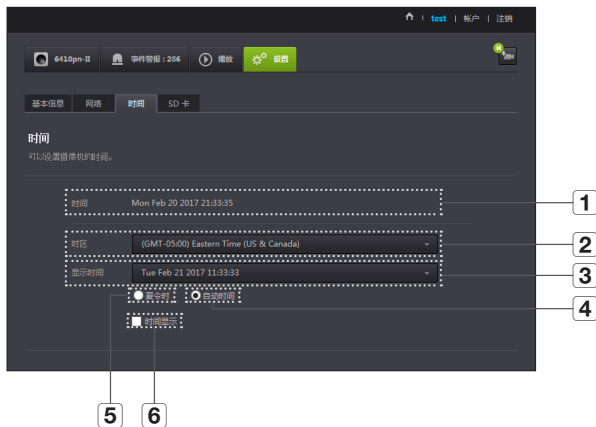 test | 帐户 | 注销
6410pn-II 事件警报 : 286 播放 设置
N
基本信息 网络 时间 SD 卡
时间
可以设置摄像机的时间。
时间 Mon Feb 20 2017 21:33:35
1
时区 (GMT-05:00) Eastern Time (US & Canada)
2
显示时间 Tue Feb 21 2017 11:33:33
3
夏令时 自动时间
4
时间显示
5 6